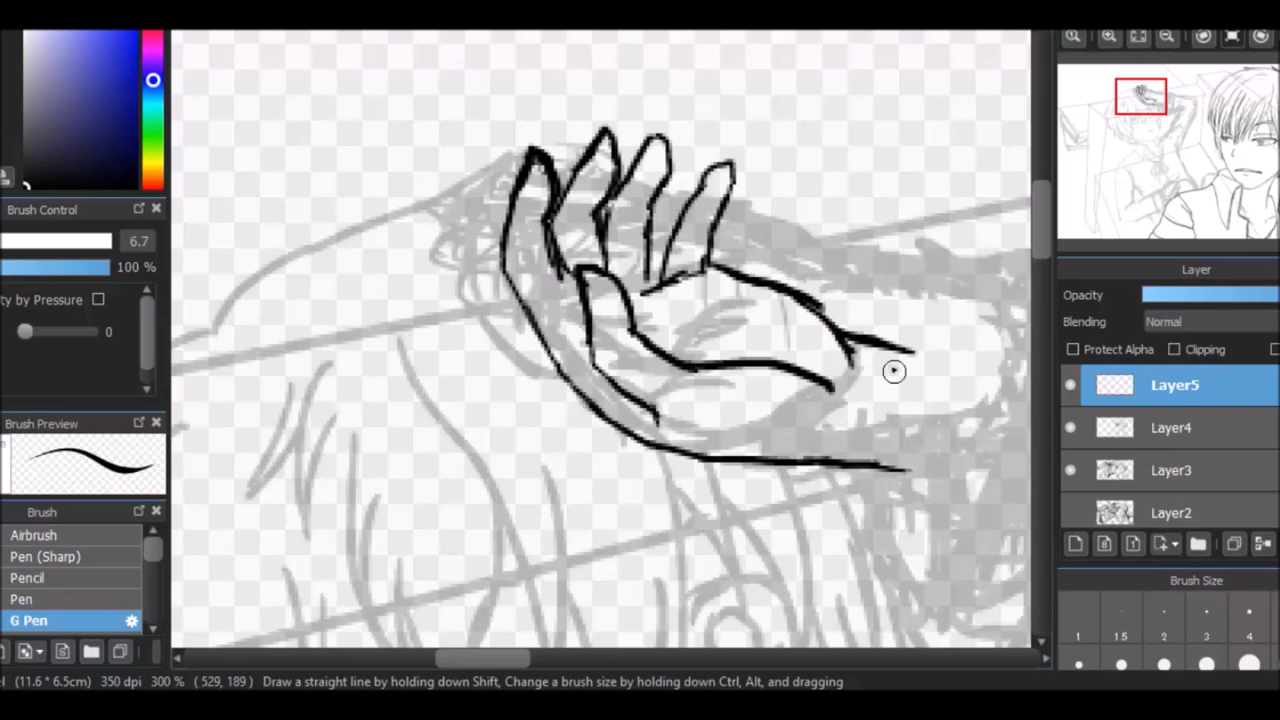 Brush Control
6.7
100 %
ty by Pressure
0
Brush Preview
Brush
Airbrush
Pen (Sharp)
Pencil
Pen
G Pen
Layer
Opacity
Blending Normal
Protect Alpha Clipping
Layer5
Layer4
Layer3
Layer2
Brush Size
1 1.5 2 3 4
(11.6 * 6.5cm) 350 dpi 300 % ( 529, 189 ) Draw a straight line by holding down Shift, Change a brush size by holding down Ctrl, Alt, and dragging